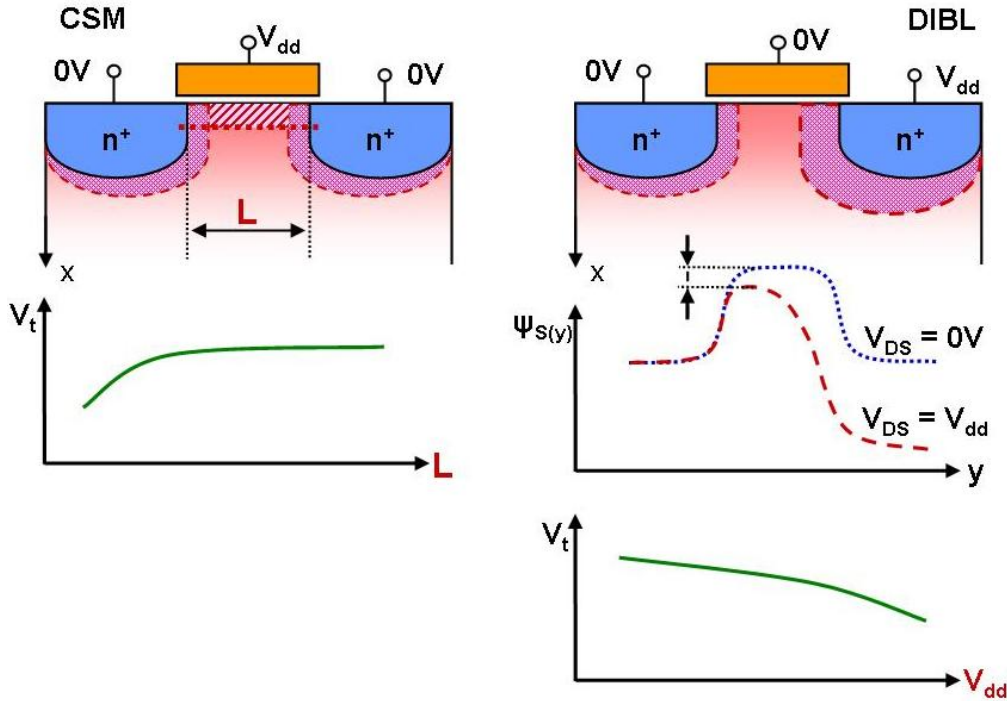 CSM
V_dd
0V
0V
n⁺
n⁺
L
x
V_t
L
DIBL
0V
0V
V_dd
n⁺
n⁺
x
Ψ_S(y)
V_DS = 0V
V_DS = V_dd
y
V_t
V_dd